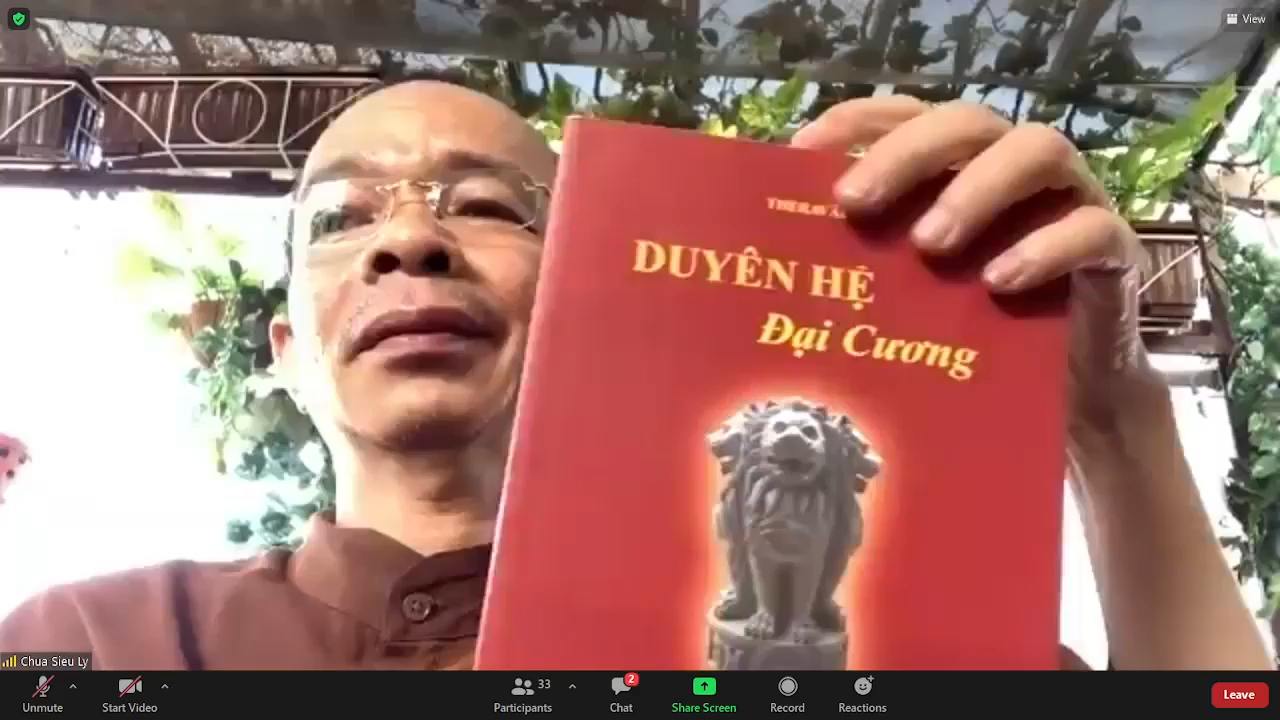 View
DUYÊN HỆ
Đại Cương
Chua Sieu Ly
Unmute
Start Video
33
Participants
2
Chat
Share Screen
Record
Reactions
Leave